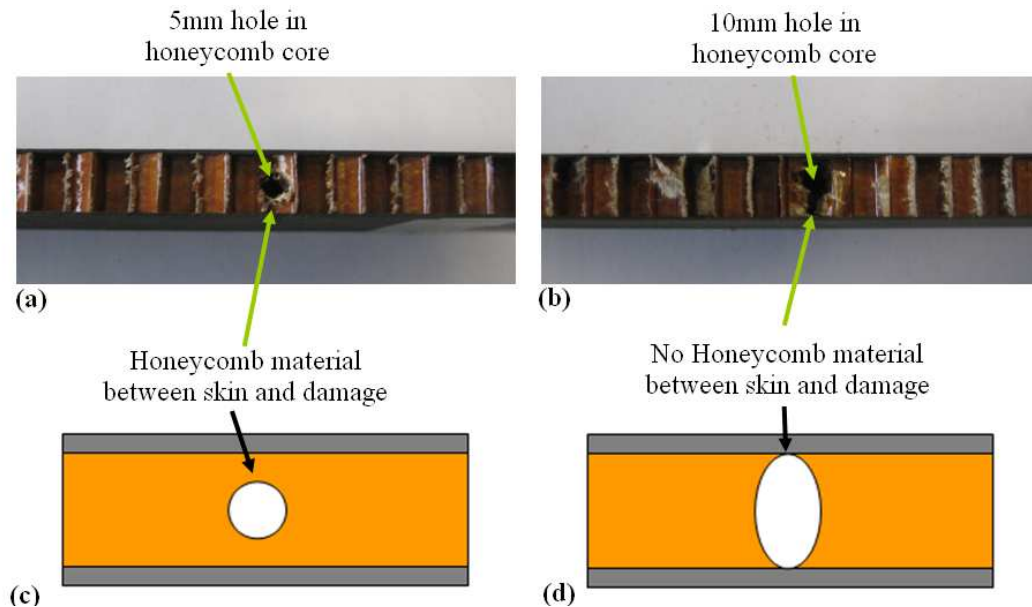 5mm hole in
honeycomb core
10mm hole in
honeycomb core
(a)
(b)
Honeycomb material
between skin and damage
No Honeycomb material
between skin and damage
(c)
(d)